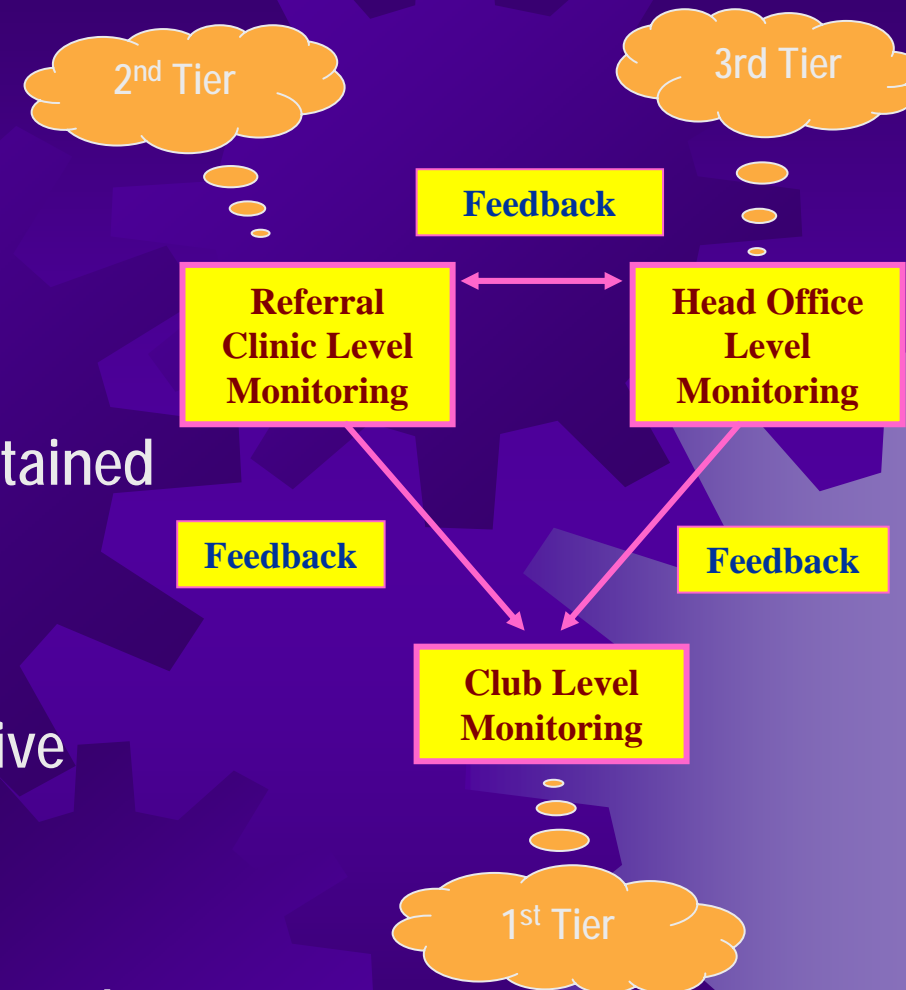 2nd Tier
3rd Tier
Feedback
Referral
Clinic Level
Monitoring
Head Office
Level
Monitoring
tained
Feedback
Feedback
Club Level
Monitoring
ive
1st Tier